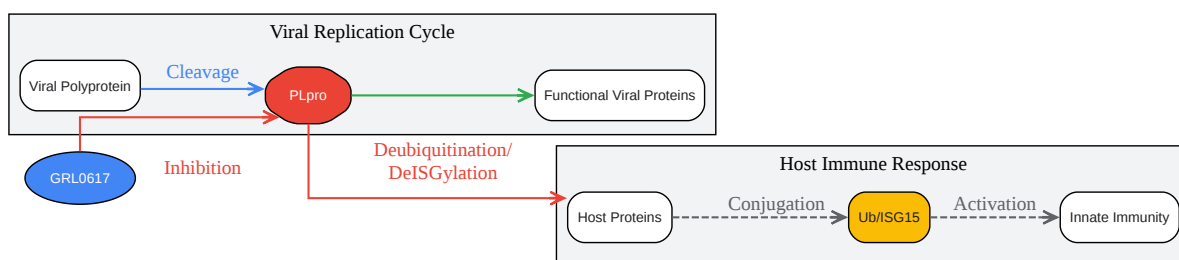 Viral Replication Cycle
Viral Polyprotein
Cleavage
PLpro
Functional Viral Proteins
GRL0617
Inhibition
Deubiquitination/
DeISGylation
Host Immune Response
Host Proteins
Conjugation
Ub/ISG15
Activation
Innate Immunity